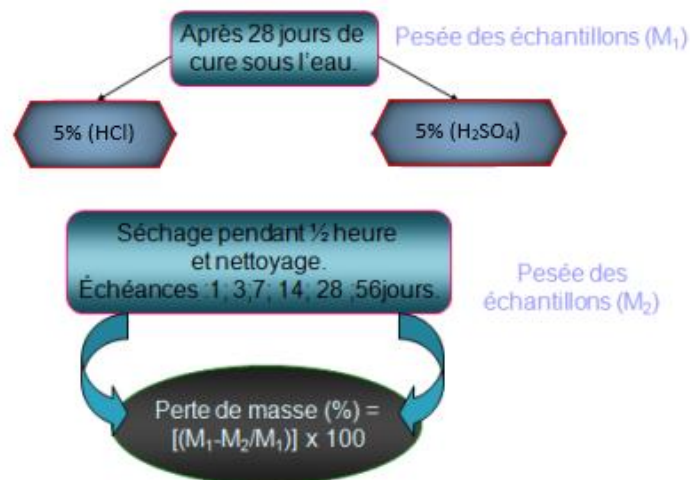 Après 28 jours de
cure sous l'eau.
Pesée des échantillons (M₁)
5% (HCl)
5% (H₂SO₄)
Séchage pendant ½ heure
et nettoyage.
Échéances :1; 3;7; 14; 28 ;56jours.
Pesée des
échantillons (M₂)
Perte de masse (%) =
[(M₁-M₂/M₁)] x 100